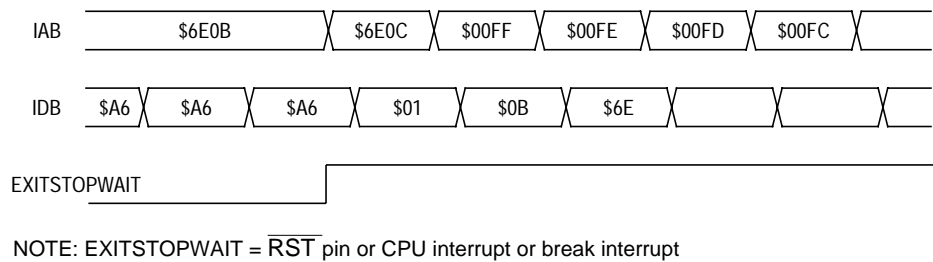 IAB $6E0B $6E0C $00FF $00FE $00FD $00FC
IDB $A6 $A6 $A6 $01 $0B $6E
EXITSTOPWAIT
NOTE: EXITSTOPWAIT = RST pin or CPU interrupt or break interrupt